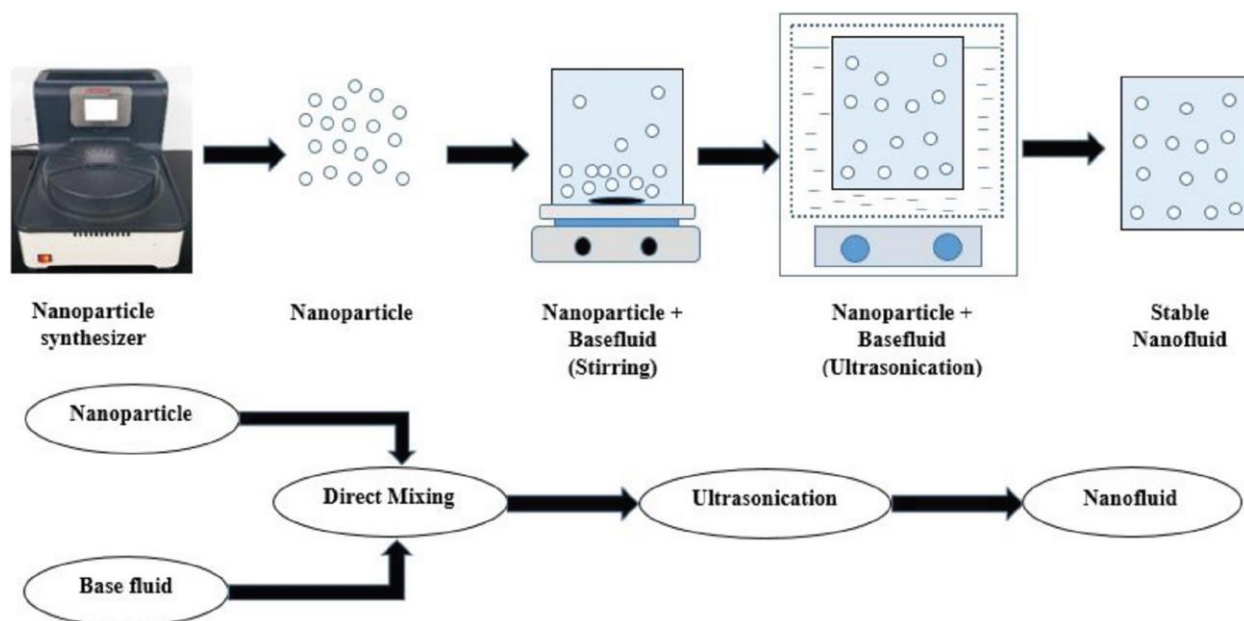 Nanoparticle
synthesizer
Nanoparticle
Nanoparticle +
Basefluid
(Stirring)
Nanoparticle +
Basefluid
(Ultrasonication)
Stable
Nanofluid
Nanoparticle
Direct Mixing
Ultrasonication
Nanofluid
Base fluid